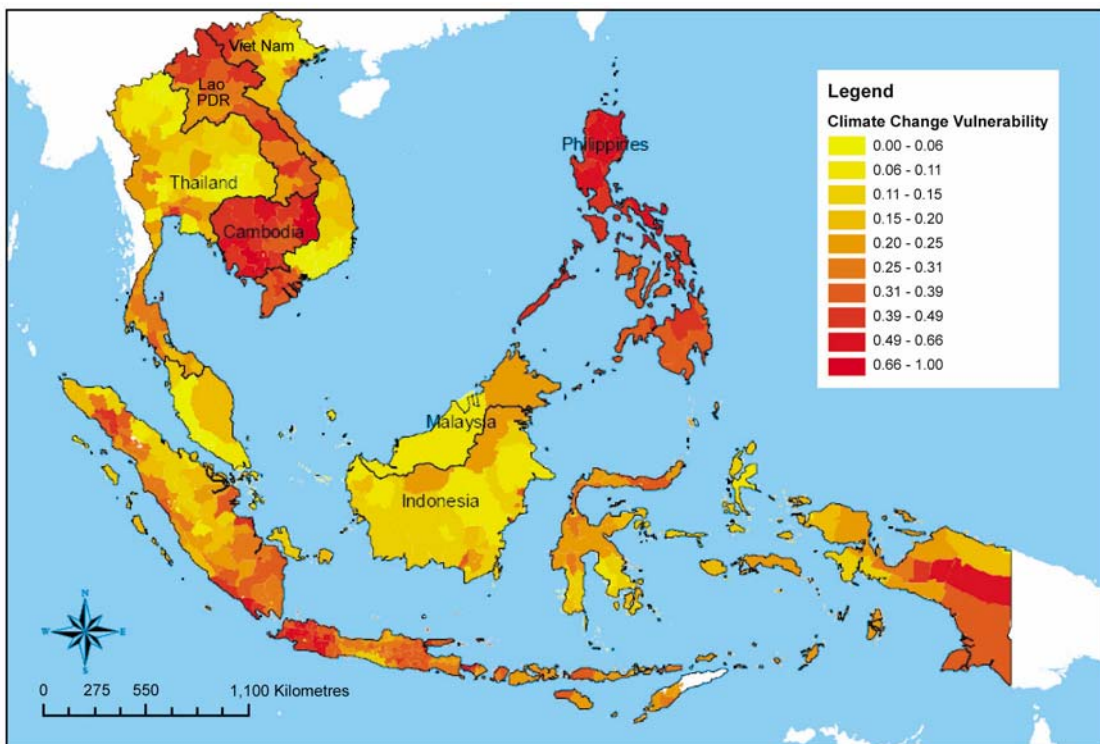 Viet Nam
Lao
PDR
Thailand
Cambodia
Philippines
Malaysia
Indonesia
Legend
Climate Change Vulnerability
0.00 - 0.06
0.06 - 0.11
0.11 - 0.15
0.15 - 0.20
0.20 - 0.25
0.25 - 0.31
0.31 - 0.39
0.39 - 0.49
0.49 - 0.66
0.66 - 1.00
N
W E
S
0 275 550 1,100 Kilometres